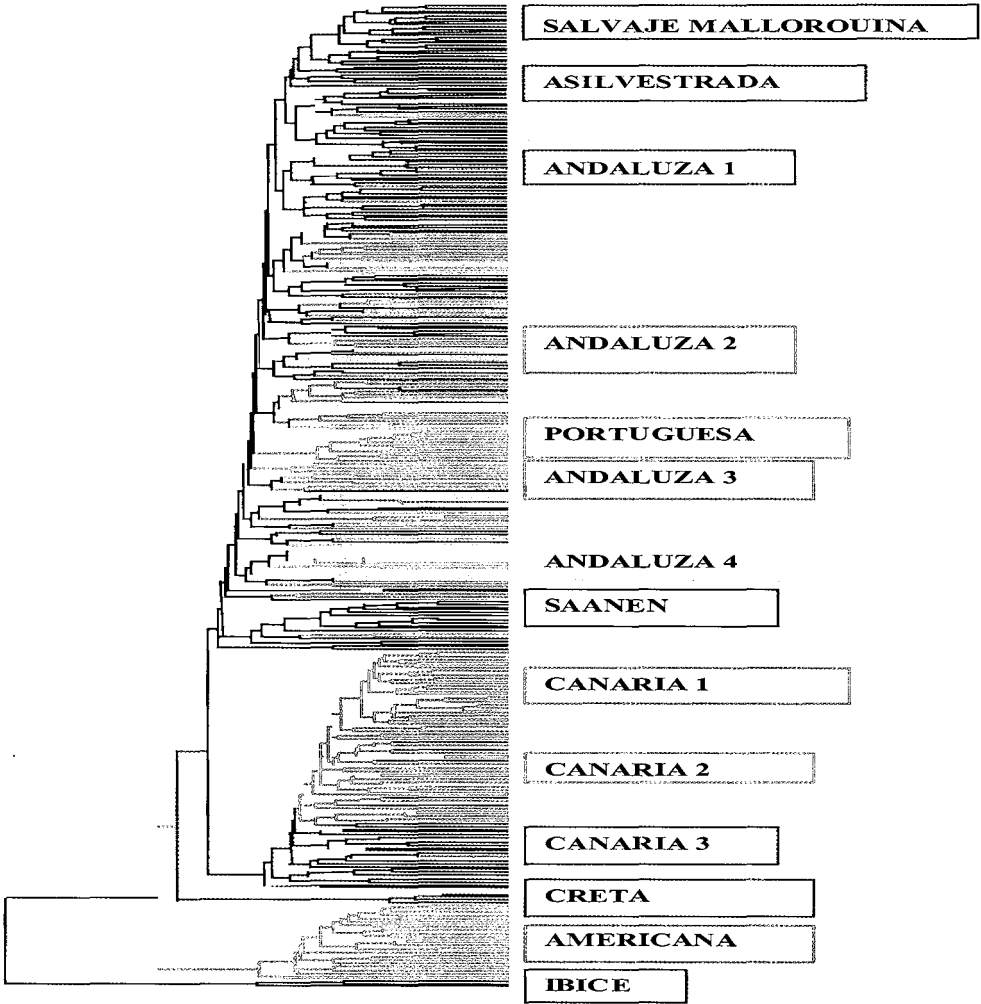 SALVAJE MALLOROUINA
ASILVESTRADA
ANDALUZA 1
ANDALUZA 2
PORTUGUESA
ANDALUZA 3
ANDALUZA 4
SAANEN
CANARIA 1
CANARIA 2
CANARIA 3
CRETA
AMERICANA
IBICE